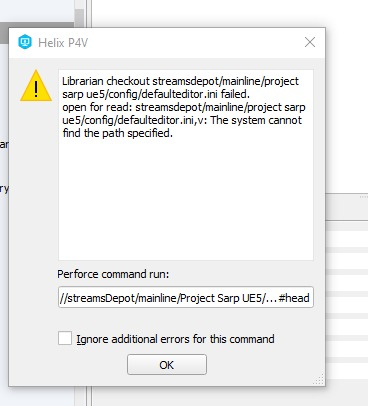 Helix P4V
Librarian checkout streamsdepot/mainline/project
sarp ue5/config/defaulteditor.ini failed.
open for read: streamsdepot/mainline/project sarp
ue5/config/defaulteditor.ini,v: The system cannot
find the path specified.
Perforce command run:
//streamsDepot/mainline/Project Sarp UE5/...#head
Ignore additional errors for this command
OK